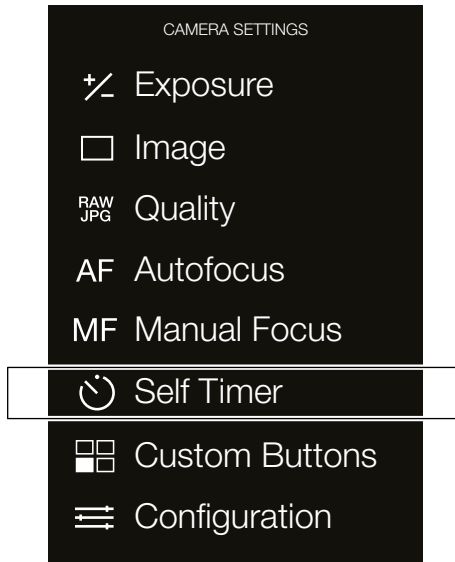 CAMERA SETTINGS
Exposure
Image
RAW
JPG Quality
AF Autofocus
MF Manual Focus
Self Timer
Custom Buttons
Configuration